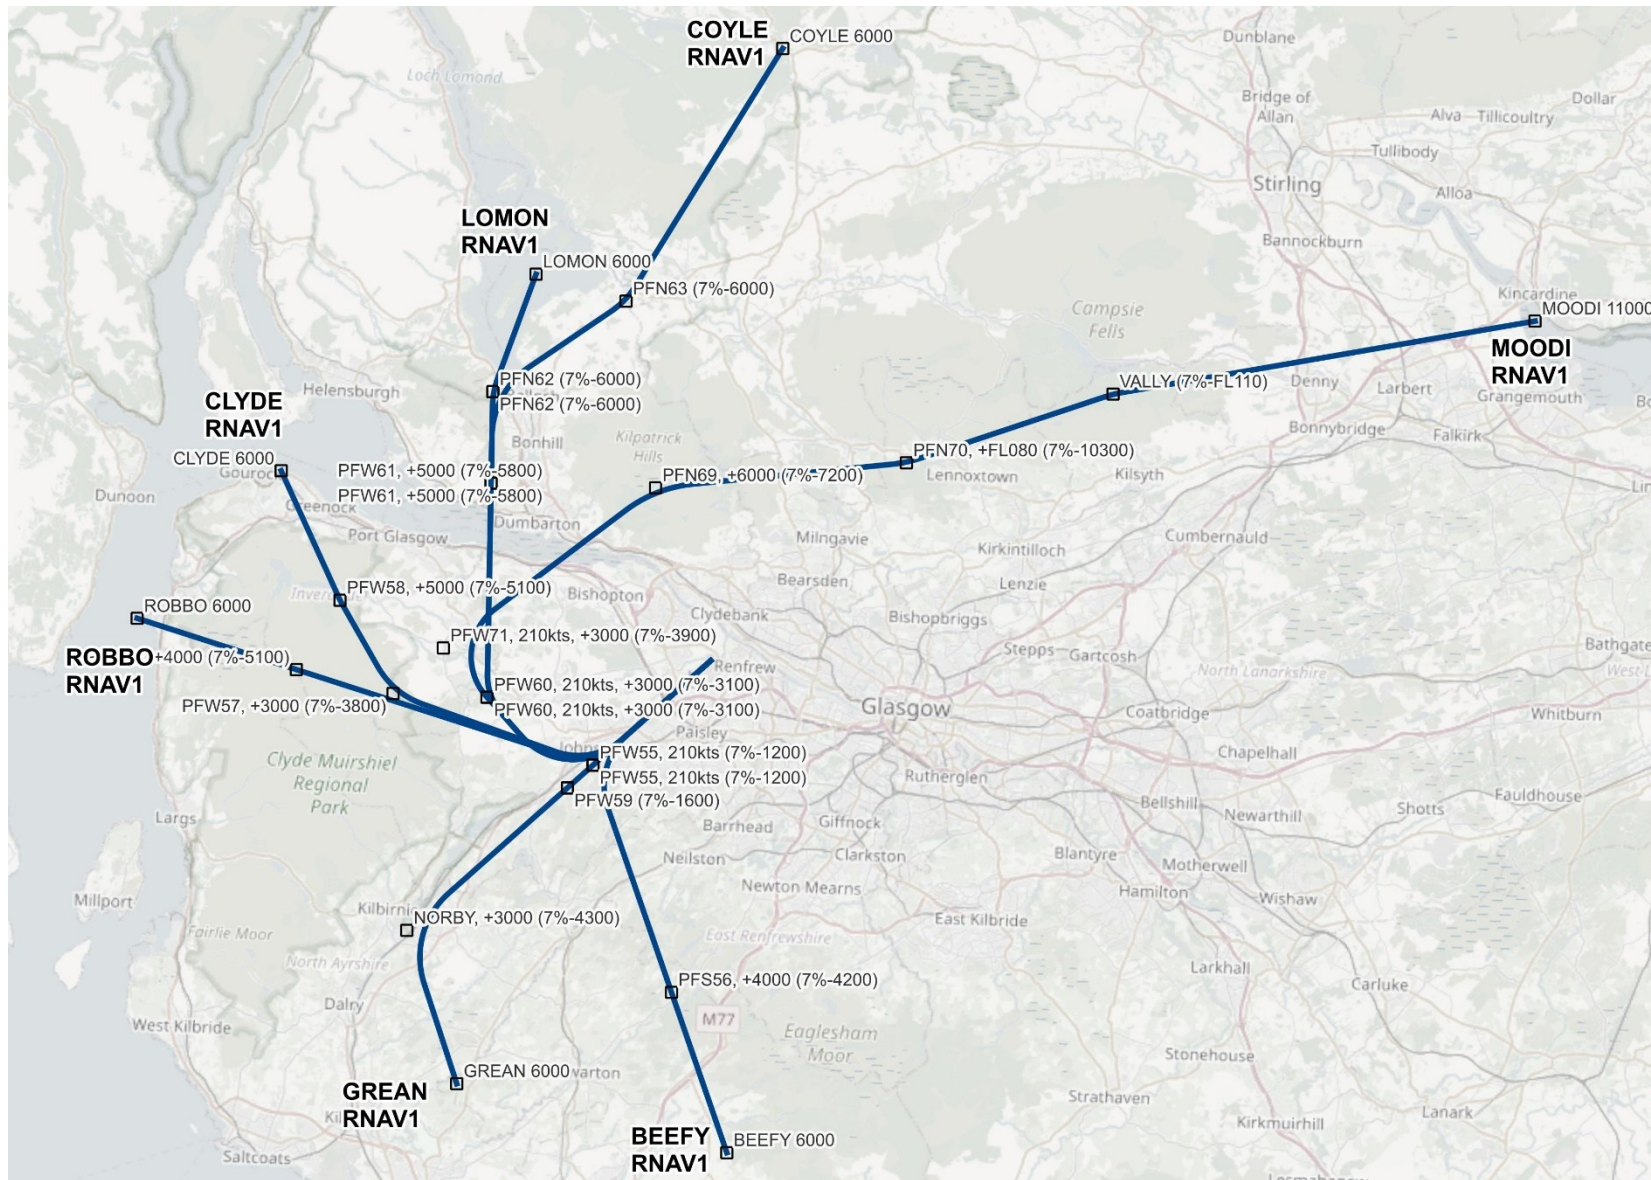 COYLE
RNAV1
COYLE 6000
Dunblane
Loch Lomond
Bridge of
Allan
Dollar
Alva
Tillicoultry
Tullibody
Stirling
Alloa
LOMON
RNAV1
Bannockburn
LOMON 6000
PFN63 (7%-6000)
Kincardine
MOODI 11000
Campsie
Fells
MOODI
RNAV1
PFN62 (7%-6000)
PFN62 (7%-6000)
VALLY (7%-FL110)
Denny
Larbert
Grangemouth
Helensburgh
CLYDE
RNAV1
Bonnybridge
Falkirk
Bonhill
Kilpatrick
Hills
CLYDE 6000
PFW61, +5000 (7%-5800)
PFW61, +5000 (7%-5800)
PFN70, +FL080 (7%-10300)
PFN69, +6000 (7%-7200)
Lennoxtown
Kilsyth
Dunoon
Greenock
Dumbarton
Port Glasgow
Milngavie
Kirkintilloch
Cumbernauld
PFW58, +5000 (7%-5100)
Bishopton
Bearsden
Lenzie
ROBBO 6000
Clydebank
Bishopbriggs
PFW71, 210kts, +3000 (7%-3900)
Stepps
Gartcosh
Bathgate
ROBBO
RNAV1
+4000 (7%-5100)
Renfrew
North Lanarkshire
PFW60, 210kts, +3000 (7%-3100)
PFW60, 210kts, +3000 (7%-3100)
PFW57, +3000 (7%-3800)
Glasgow
Coatbridge
Whitburn
Paisley
PFW55, 210kts (7%-1200)
PFW55, 210kts (7%-1200)
Chapelhall
Clyde Muirshiel
Regional
Park
Rutherglen
PFW59 (7%-1600)
Bellshill
Newarthill
Shotts
Fauldhouse
Largs
Barrhead
Giffnock
Neilston
Clarkston
Blantyre
Motherwell
Newton Mearns
Hamilton
Wishaw
Millport
NORBY, +3000 (7%-4300)
East Kilbride
Fairlie Moor
East Renfrewshire
North Ayrshire
Larkhall
PFS56, +4000 (7%-4200)
Carluke
Dalry
M77
West Kilbride
Eaglesham
Moor
Stonehouse
GREAN 6000
GREAN
RNAV1
Strathaven
Lanark
Kirkmuirhill
BEEFY
RNAV1
BEEFY 6000
Saltcoats